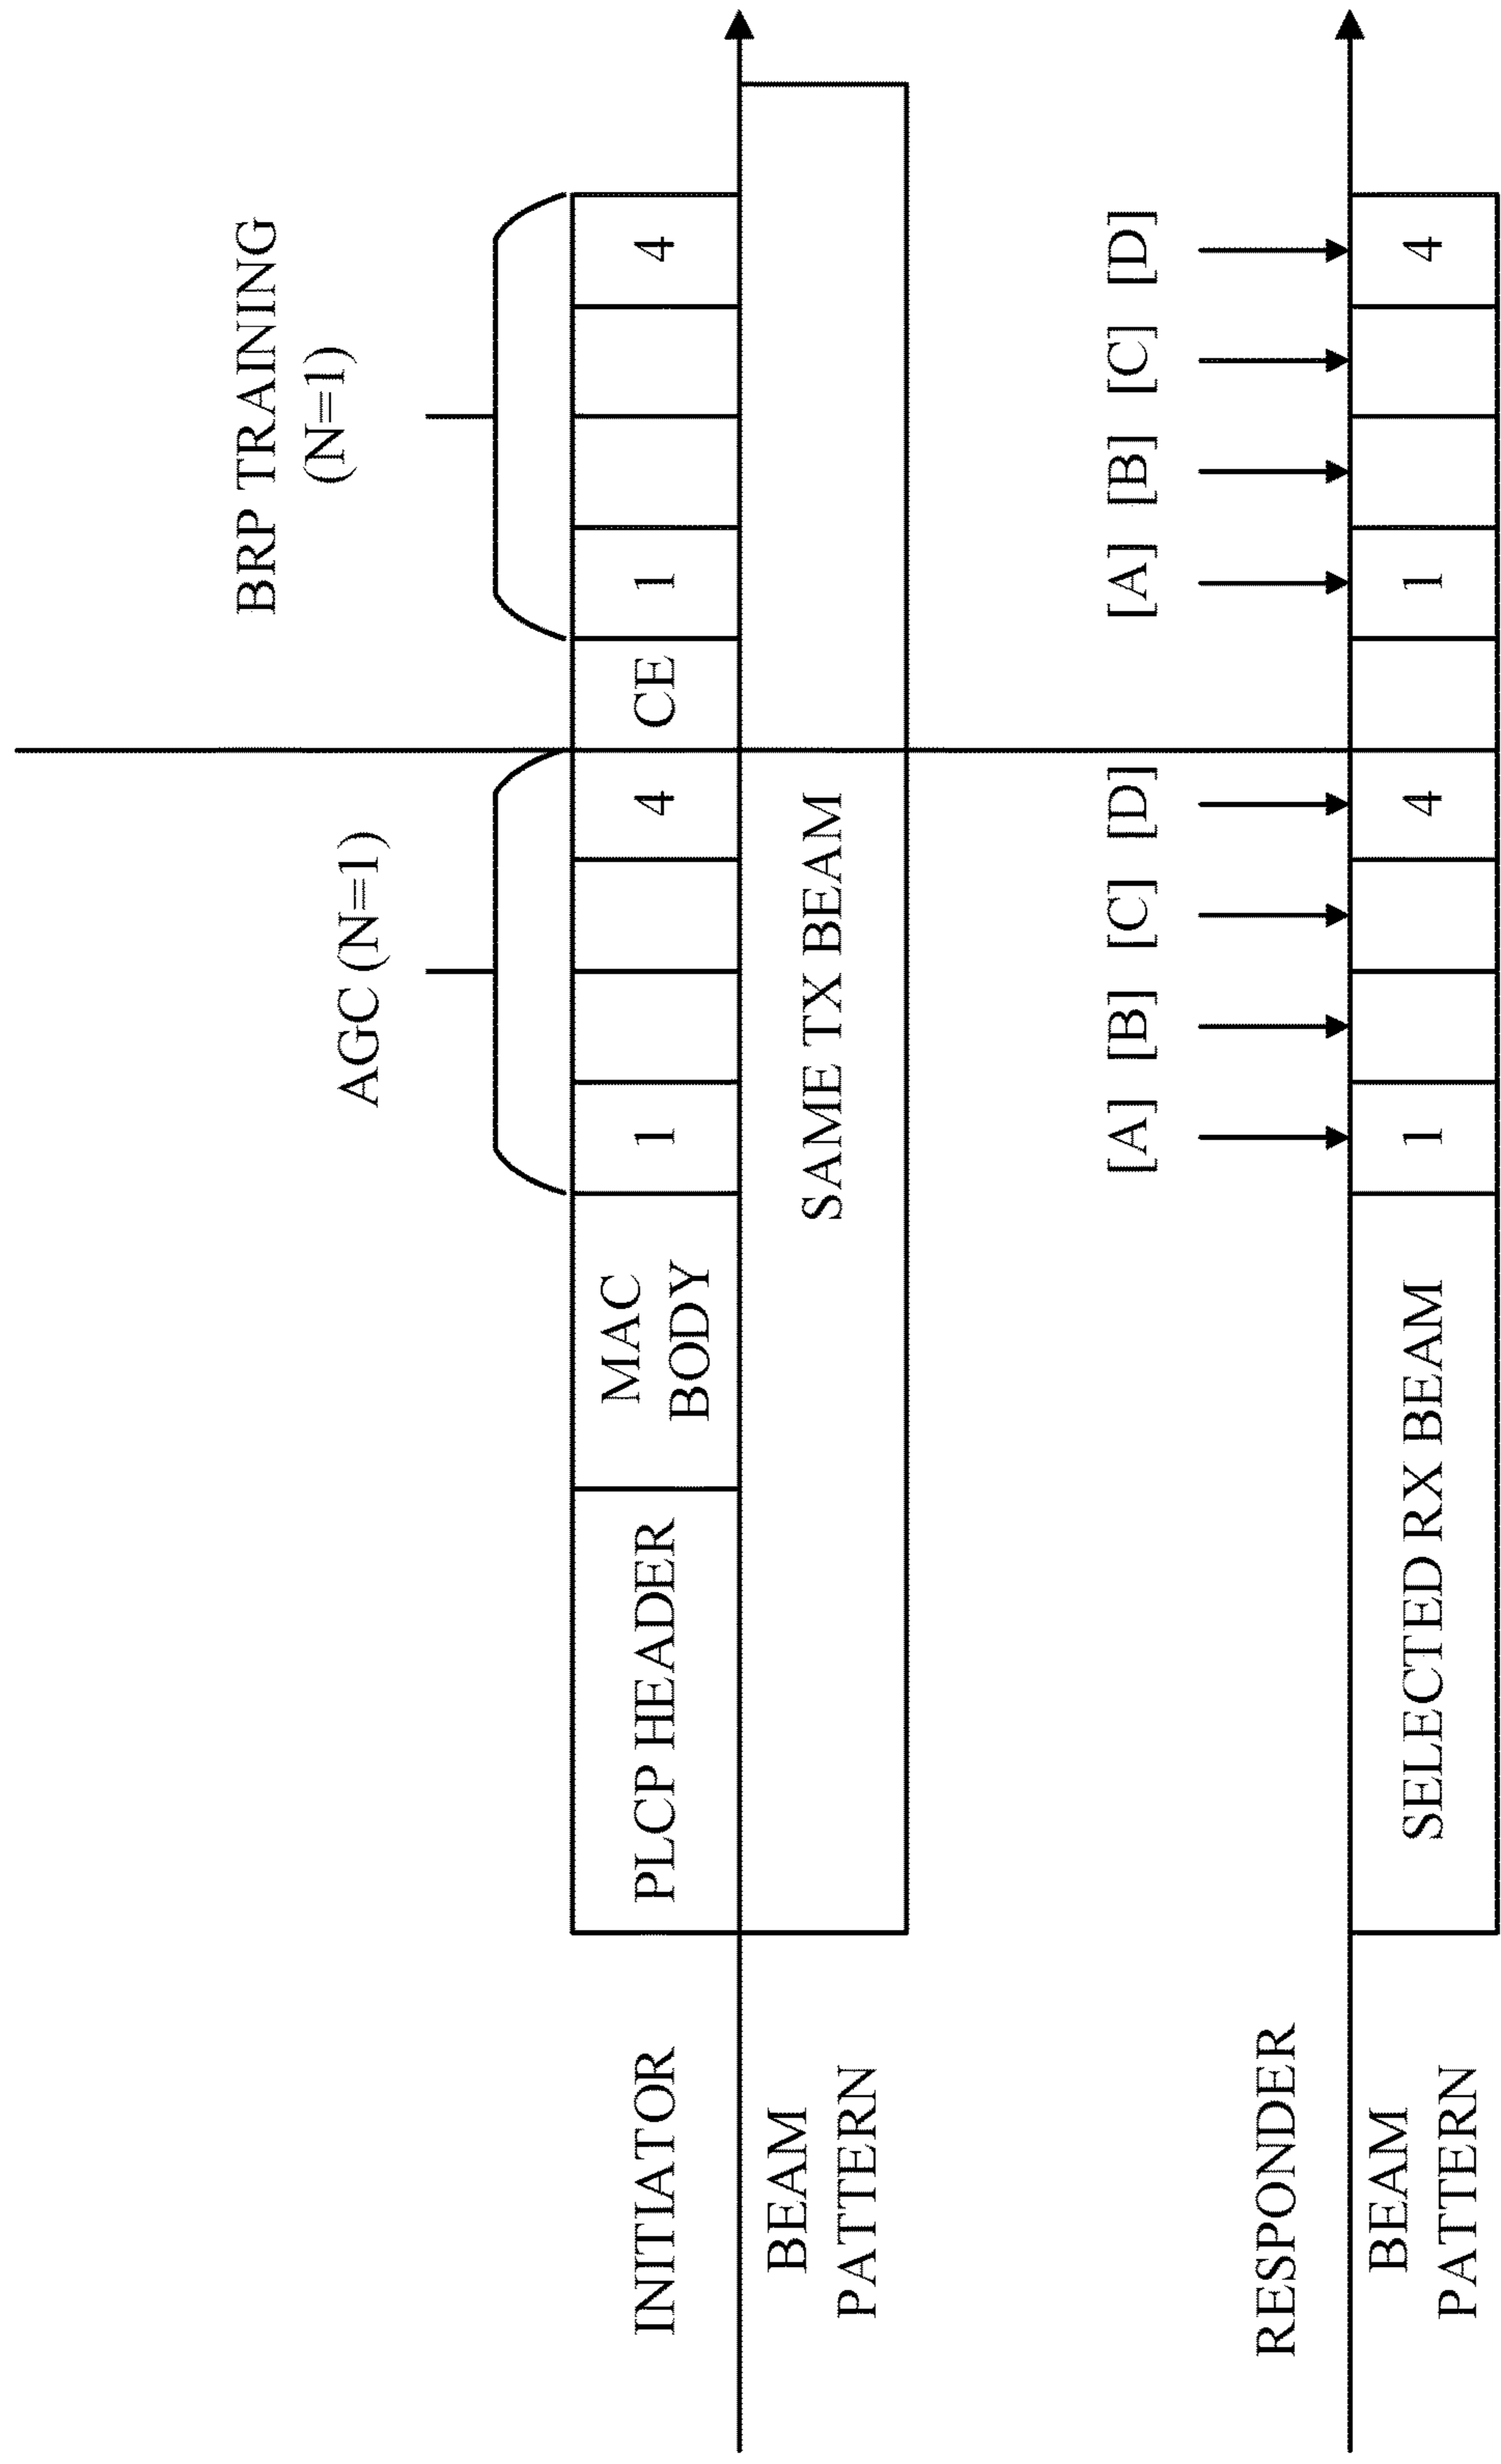 BRP TRAINING
(N=1)
AGC (N=1)
INITIATOR
PLCP HEADER
MAC
BODY
1
4
CE
1
4
BEAM
PATTERN
SAME TX BEAM
[A] [B] [C] [D]
[A] [B] [C] [D]
RESPONDER
BEAM
PATTERN
SELECTED RX BEAM
1
4
1
4